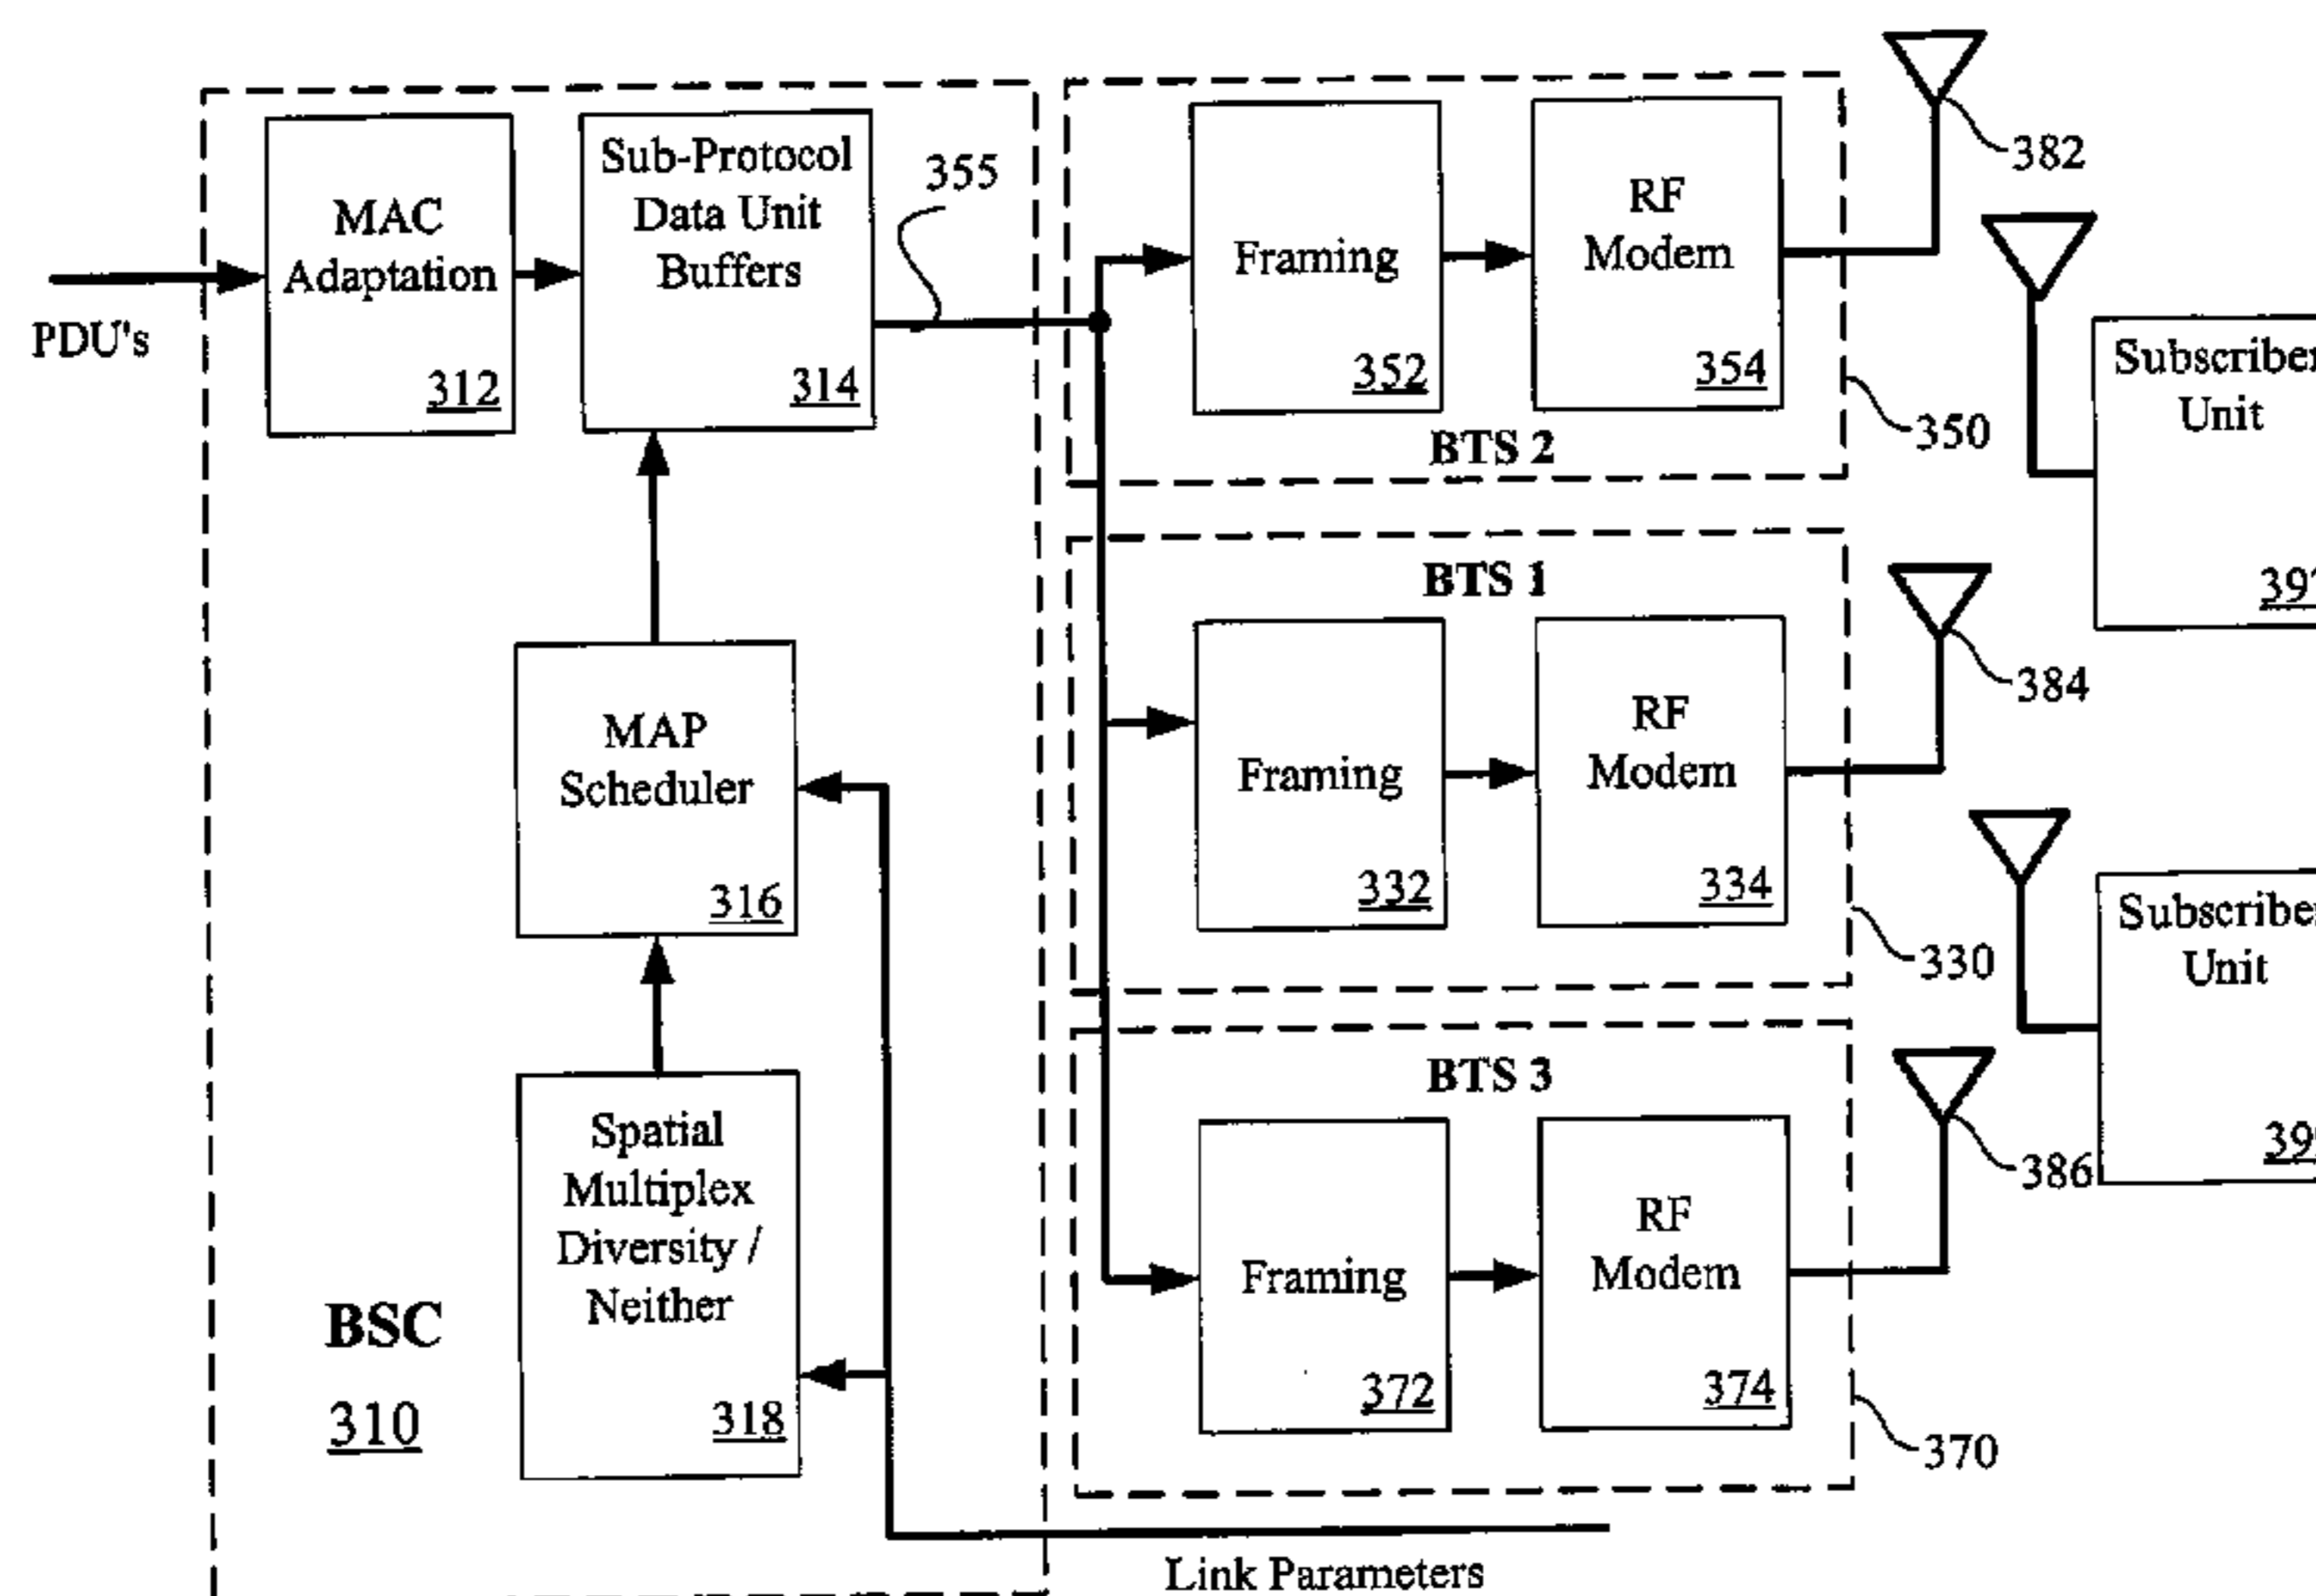 PDU's
MAC
Adaptation
312
Sub-Protocol
Data Unit
Buffers
314
355
Framing
352
RF
Modem
354
BTS 2
350
382
Subscriber
Unit
MAP
Scheduler
316
BTS 1
Framing
332
RF
Modem
334
330
384
Subscriber
Unit
Spatial
Multiplex
Diversity /
Neither
318
BSC
310
BTS 3
Framing
372
RF
Modem
374
370
386
Link Parameters